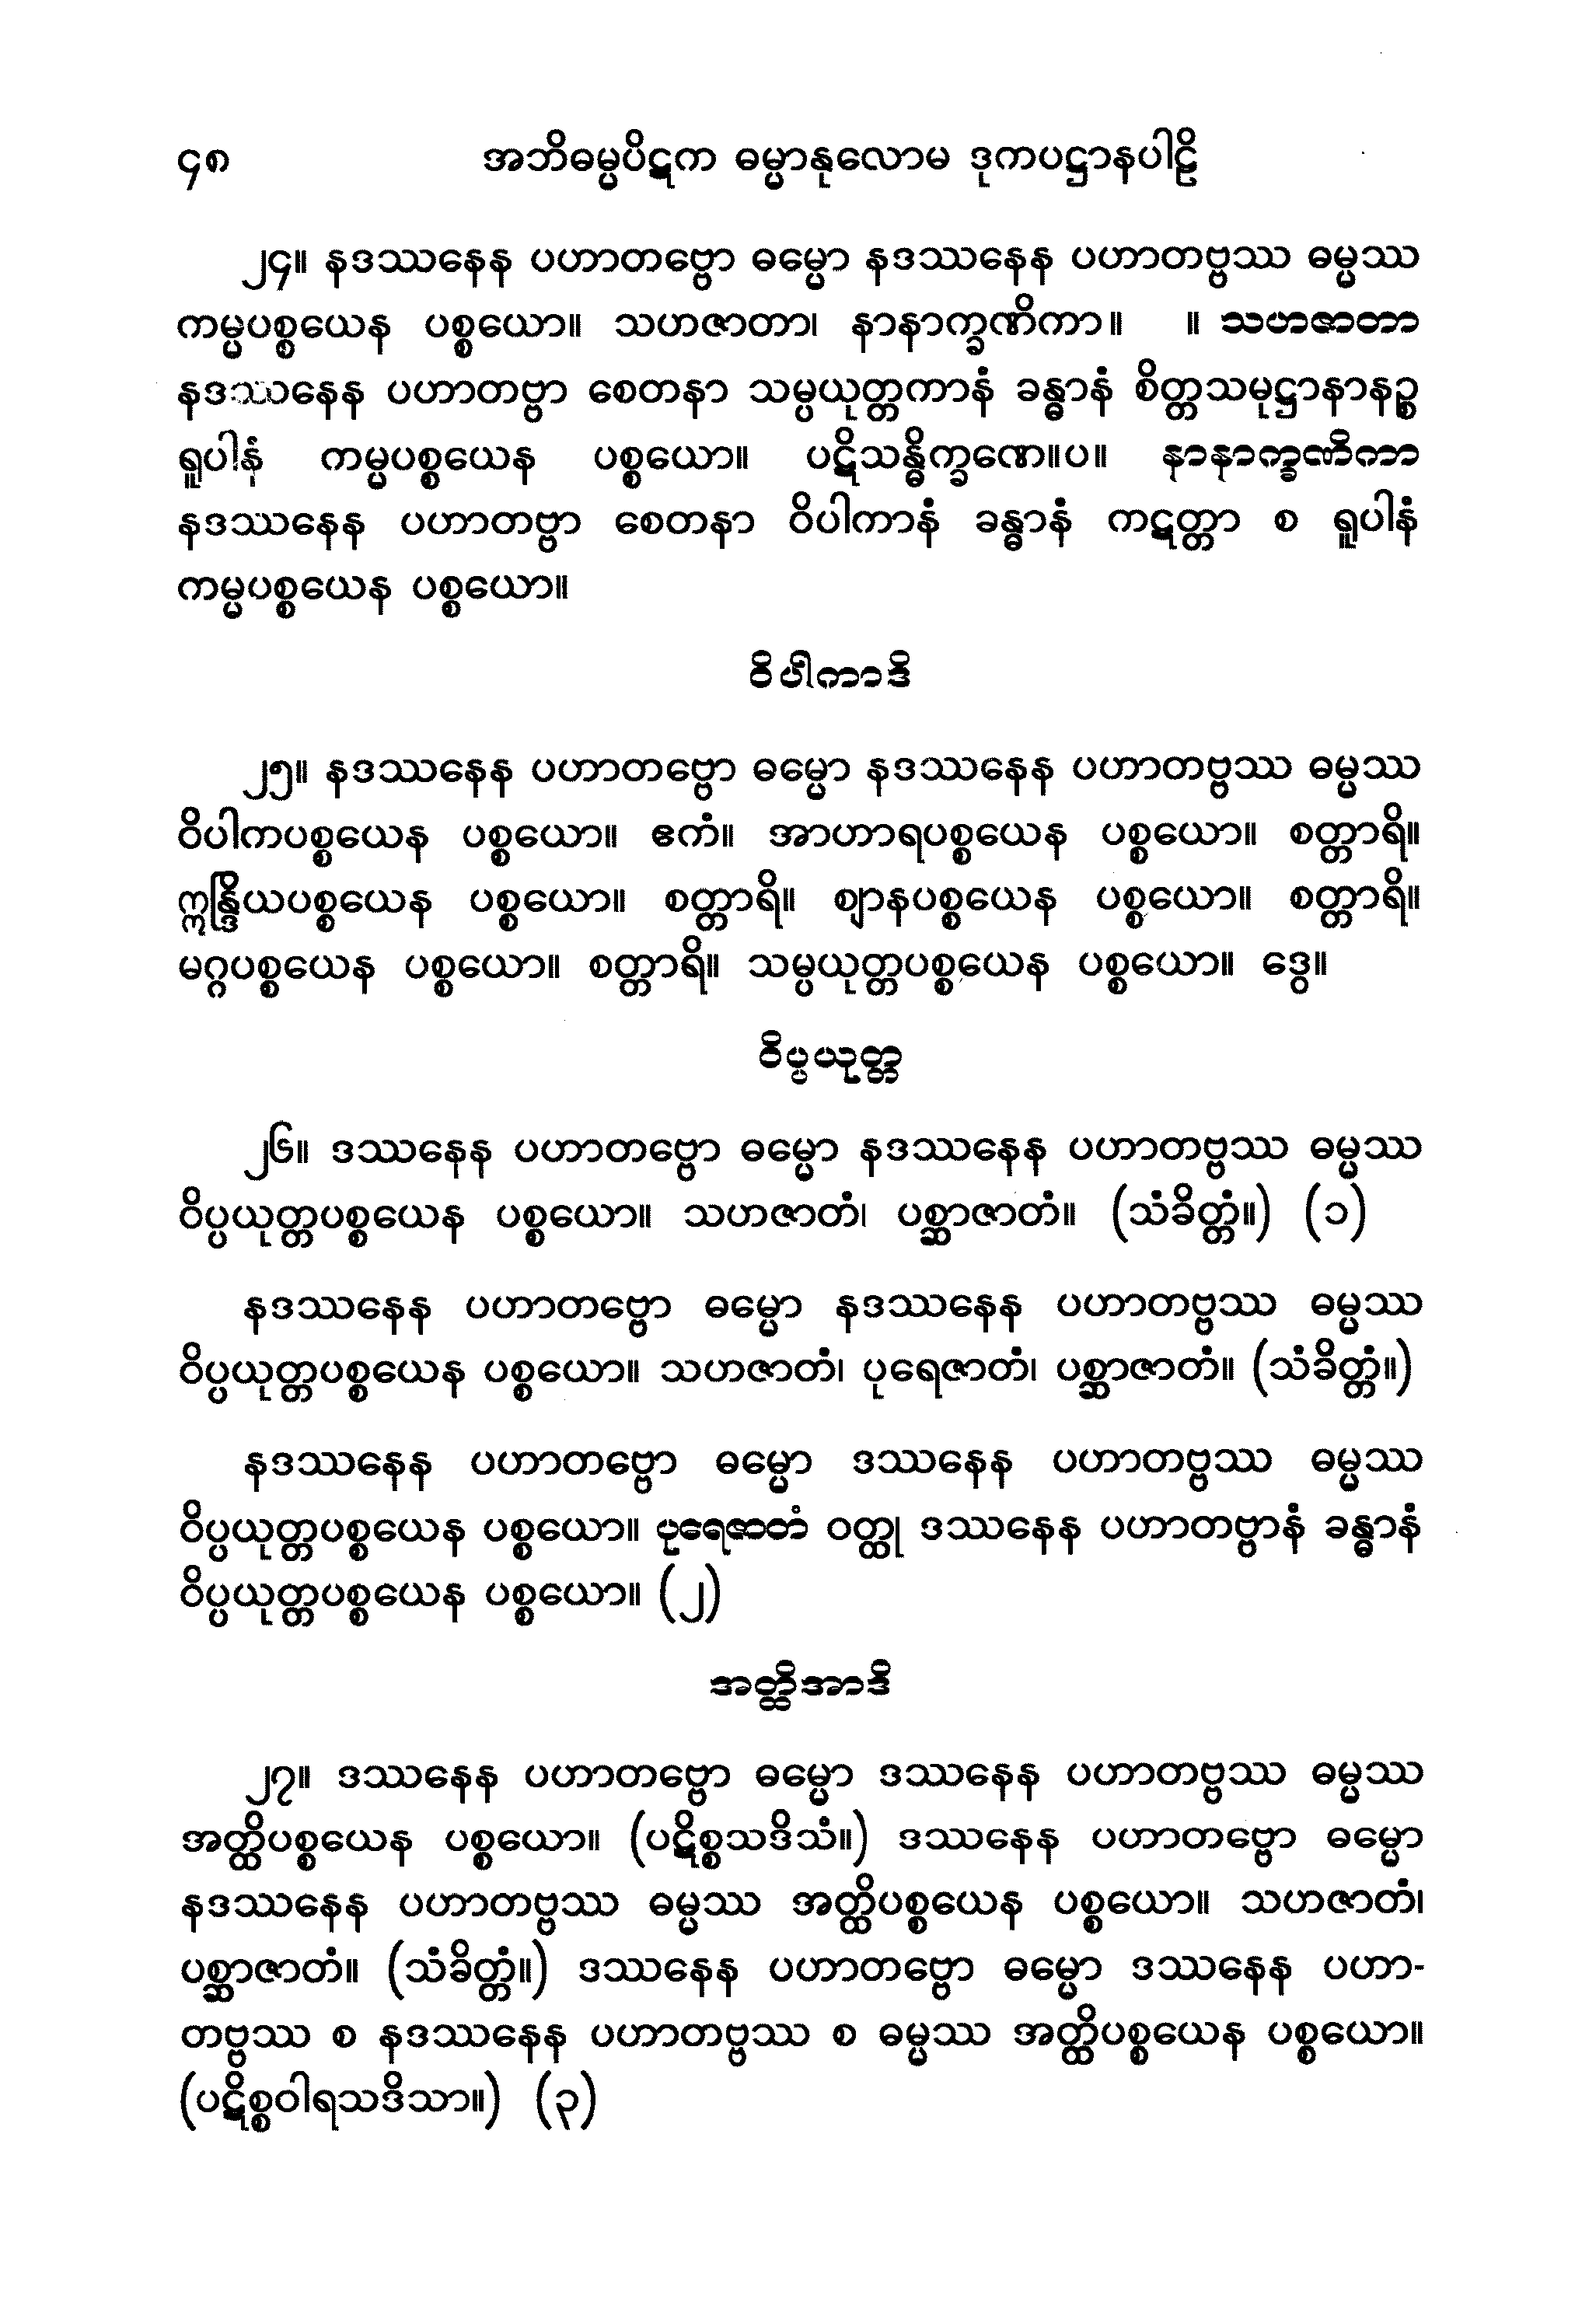 ၄၈ အဘိဓမ္မပိဋက ဓမ္မာနုလောမ ဒုကပဋ္ဌာနပါဠိ
၂၄။ နဒဿနေန ပဟာတဗ္ဗော ဓမ္မော နဒဿနေန ပဟာတဗ္ဗဿ ဓမ္မဿ
ကမ္မပစ္စယေန ပစ္စယော။ သဟဇာတာ၊ နာနာက္ခဏိကာ။ ။ သဟဇာတာ
နဒဿနေန ပဟာတဗ္ဗာ စေတနာ သမ္ပယုတ္တကာနံ ခန္ဓာနံ စိတ္တသမုဋ္ဌာနာနဉ္စ
ရူပါနံ ကမ္မပစ္စယေန ပစ္စယော။ ပဋိသန္ဓိက္ခဏေ။ပ။ နာနာက္ခဏိကာ
နဒဿနေန ပဟာတဗ္ဗာ စေတနာ ဝိပါကာနံ ခန္ဓာနံ ကဋတ္တာ စ ရူပါနံ
ကမ္မပစ္စယေန ပစ္စယော။
ဝိပါကာဒိ
၂၅။ နဒဿနေန ပဟာတဗ္ဗော ဓမ္မော နဒဿနေန ပဟာတဗ္ဗဿ ဓမ္မဿ
ဝိပါကပစ္စယေန ပစ္စယော။ ဧကံ။ အာဟာရပစ္စယေန ပစ္စယော။ စတ္တာရိ။
ဣန္ဒြိယပစ္စယေန ပစ္စယော။ စတ္တာရိ။ ဈာနပစ္စယေန ပစ္စယော။ စတ္တာရိ။
မဂ္ဂပစ္စယေန ပစ္စယော။ စတ္တာရိ။ သမ္ပယုတ္တပစ္စယေန ပစ္စယော။ ဒွေ။
ဝိပ္ပယုတ္တ
၂၆။ ဒဿနေန ပဟာတဗ္ဗော ဓမ္မော နဒဿနေန ပဟာတဗ္ဗဿ ဓမ္မဿ
ဝိပ္ပယုတ္တပစ္စယေန ပစ္စယော။ သဟဇာတံ၊ ပစ္ဆာဇာတံ။ (သံခိတ္တံ။) (၁)
နဒဿနေန ပဟာတဗ္ဗော ဓမ္မော နဒဿနေန ပဟာတဗ္ဗဿ ဓမ္မဿ
ဝိပ္ပယုတ္တပစ္စယေန ပစ္စယော။ သဟဇာတံ၊ ပုရေဇာတံ၊ ပစ္ဆာဇာတံ။ (သံခိတ္တံ။)
နဒဿနေန ပဟာတဗ္ဗော ဓမ္မော ဒဿနေန ပဟာတဗ္ဗဿ ဓမ္မဿ
ဝိပ္ပယုတ္တပစ္စယေန ပစ္စယော။ ပုရေဇာတံ ဝတ္ထု ဒဿနေန ပဟာတဗ္ဗာနံ ခန္ဓာနံ
ဝိပ္ပယုတ္တပစ္စယေန ပစ္စယော။ (၂)
အတ္ထိအာဒိ
၂၇။ ဒဿနေန ပဟာတဗ္ဗော ဓမ္မော ဒဿနေန ပဟာတဗ္ဗဿ ဓမ္မဿ
အတ္ထိပစ္စယေန ပစ္စယော။ (ပဋိစ္စသဒိသံ။) ဒဿနေန ပဟာတဗ္ဗော ဓမ္မော
နဒဿနေန ပဟာတဗ္ဗဿ ဓမ္မဿ အတ္ထိပစ္စယေန ပစ္စယော။ သဟဇာတံ၊
ပစ္ဆာဇာတံ။ (သံခိတ္တံ။) ဒဿနေန ပဟာတဗ္ဗော ဓမ္မော ဒဿနေန ပဟာ-
တဗ္ဗဿ စ နဒဿနေန ပဟာတဗ္ဗဿ စ ဓမ္မဿ အတ္ထိပစ္စယေန ပစ္စယော။
(ပဋိစ္စဝါရသဒိသာ။) (၃)